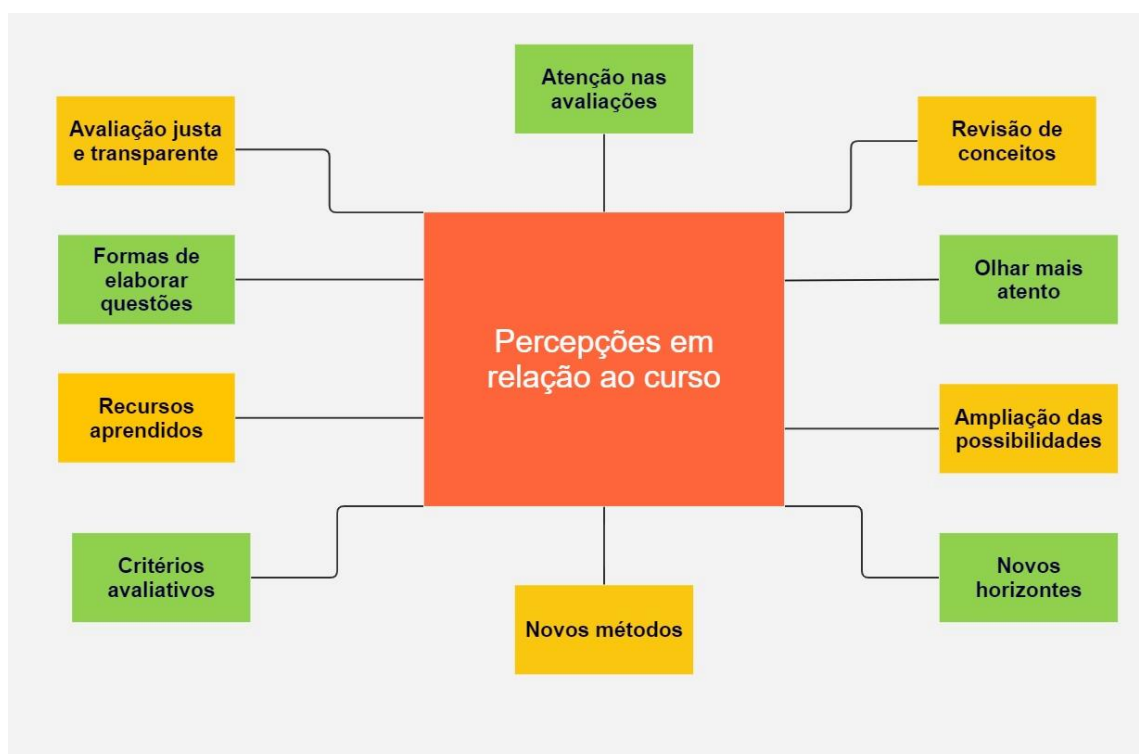 Atenção nas
avaliações
Avaliação justa
e transparente
Revisão de
conceitos
Formas de
elaborar
questões
Olhar mais
atento
Percepções em
relação ao curso
Recursos
aprendidos
Ampliação das
possibilidades
Critérios
avaliativos
Novos
horizontes
Novos métodos